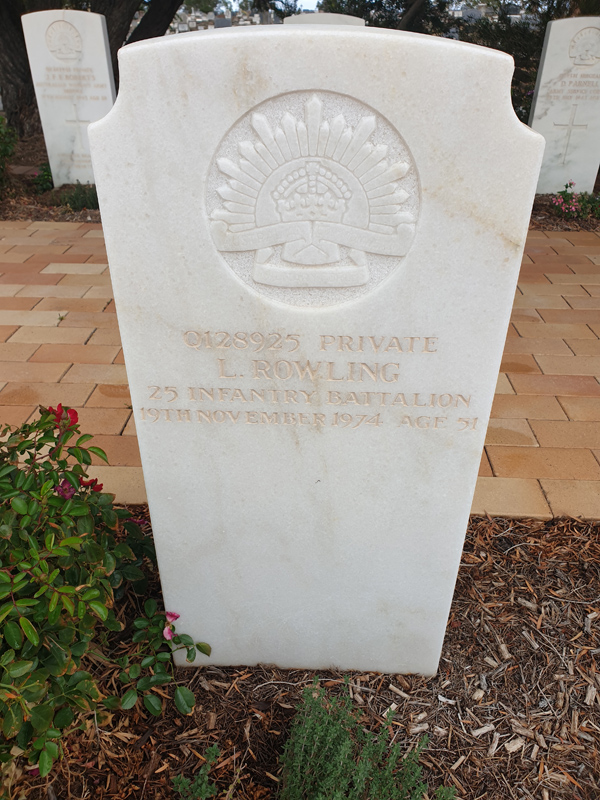 Q128925 PRIVATE
L. ROWLING
25 INFANTRY BATTALION
19TH NOVEMBER 1974 AGE 51